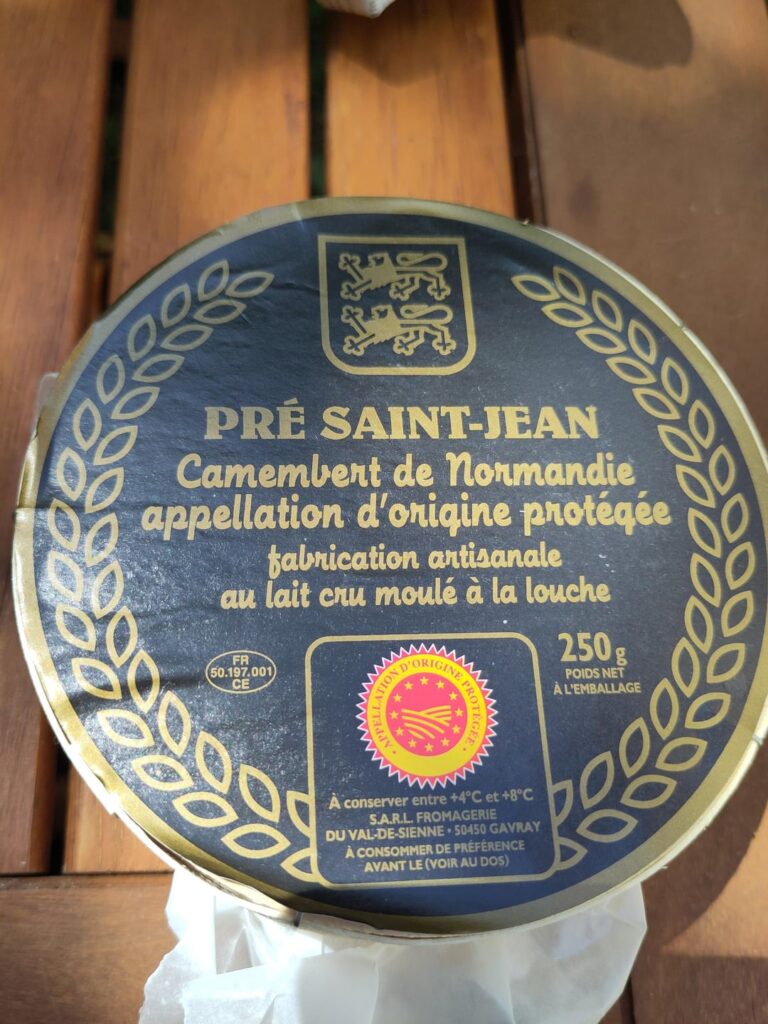 PRÉ SAINT-JEAN
Camembert de Normandie
appellation d'origine protégée
fabrication artisanale
au lait cru moulé à la louche
FR
50.197.001
CE
250g
POIDS NET
À L'EMBALLAGE
• APPELLATION D'ORIGINE PROTÉGÉE •
À conserver entre +4°C et +8°C
S.A.R.L. FROMAGERIE
DU VAL-DE-SIENNE • 50450 GAVRAY
À CONSOMMER DE PRÉFÉRENCE
AVANT LE (VOIR AU DOS)